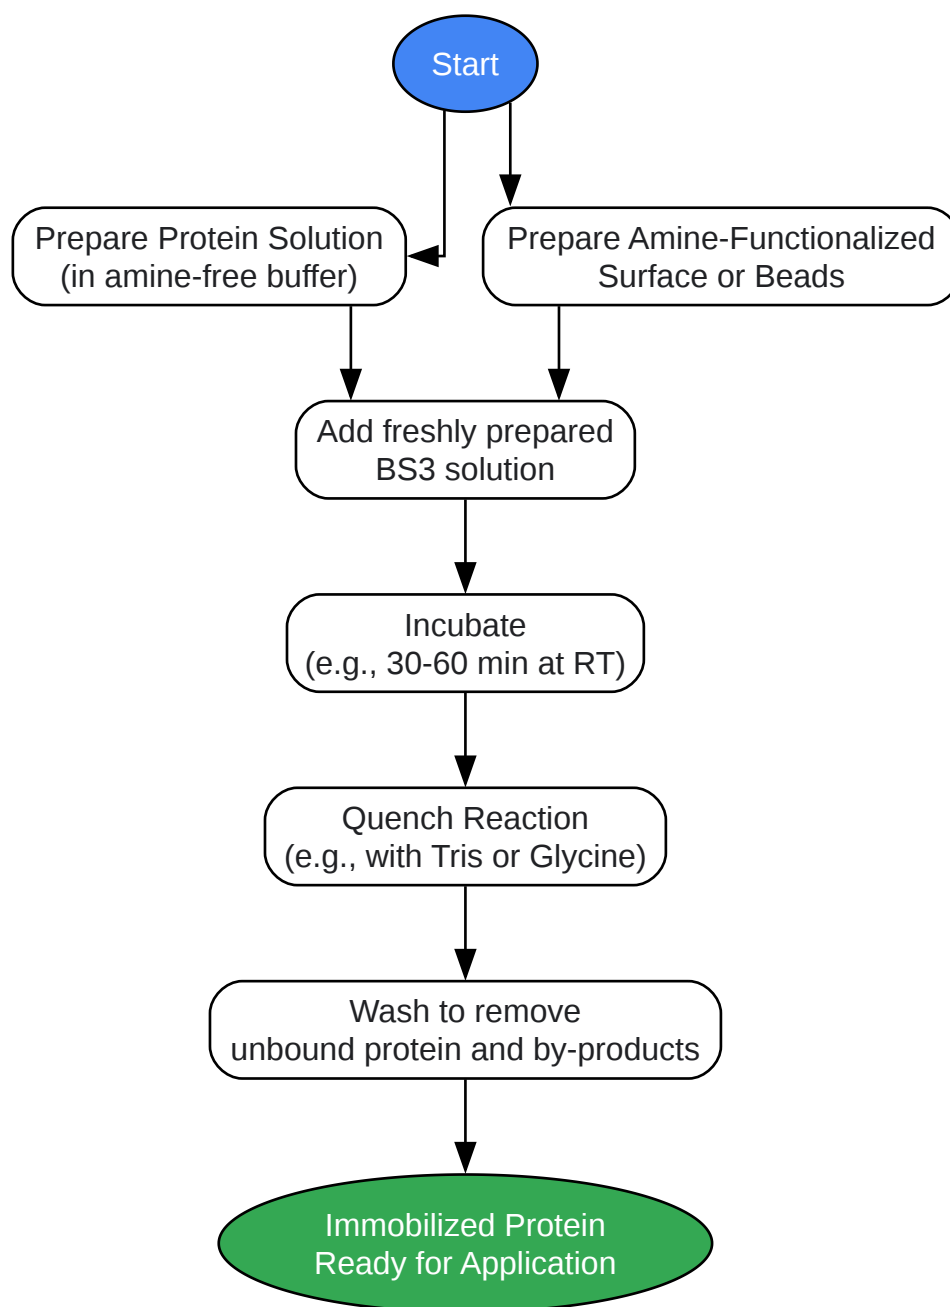 Start
Prepare Protein Solution
(in amine-free buffer)
Prepare Amine-Functionalized
Surface or Beads
Add freshly prepared
BS3 solution
Incubate
(e.g., 30-60 min at RT)
Quench Reaction
(e.g., with Tris or Glycine)
Wash to remove
unbound protein and by-products
Immobilized Protein
Ready for Application